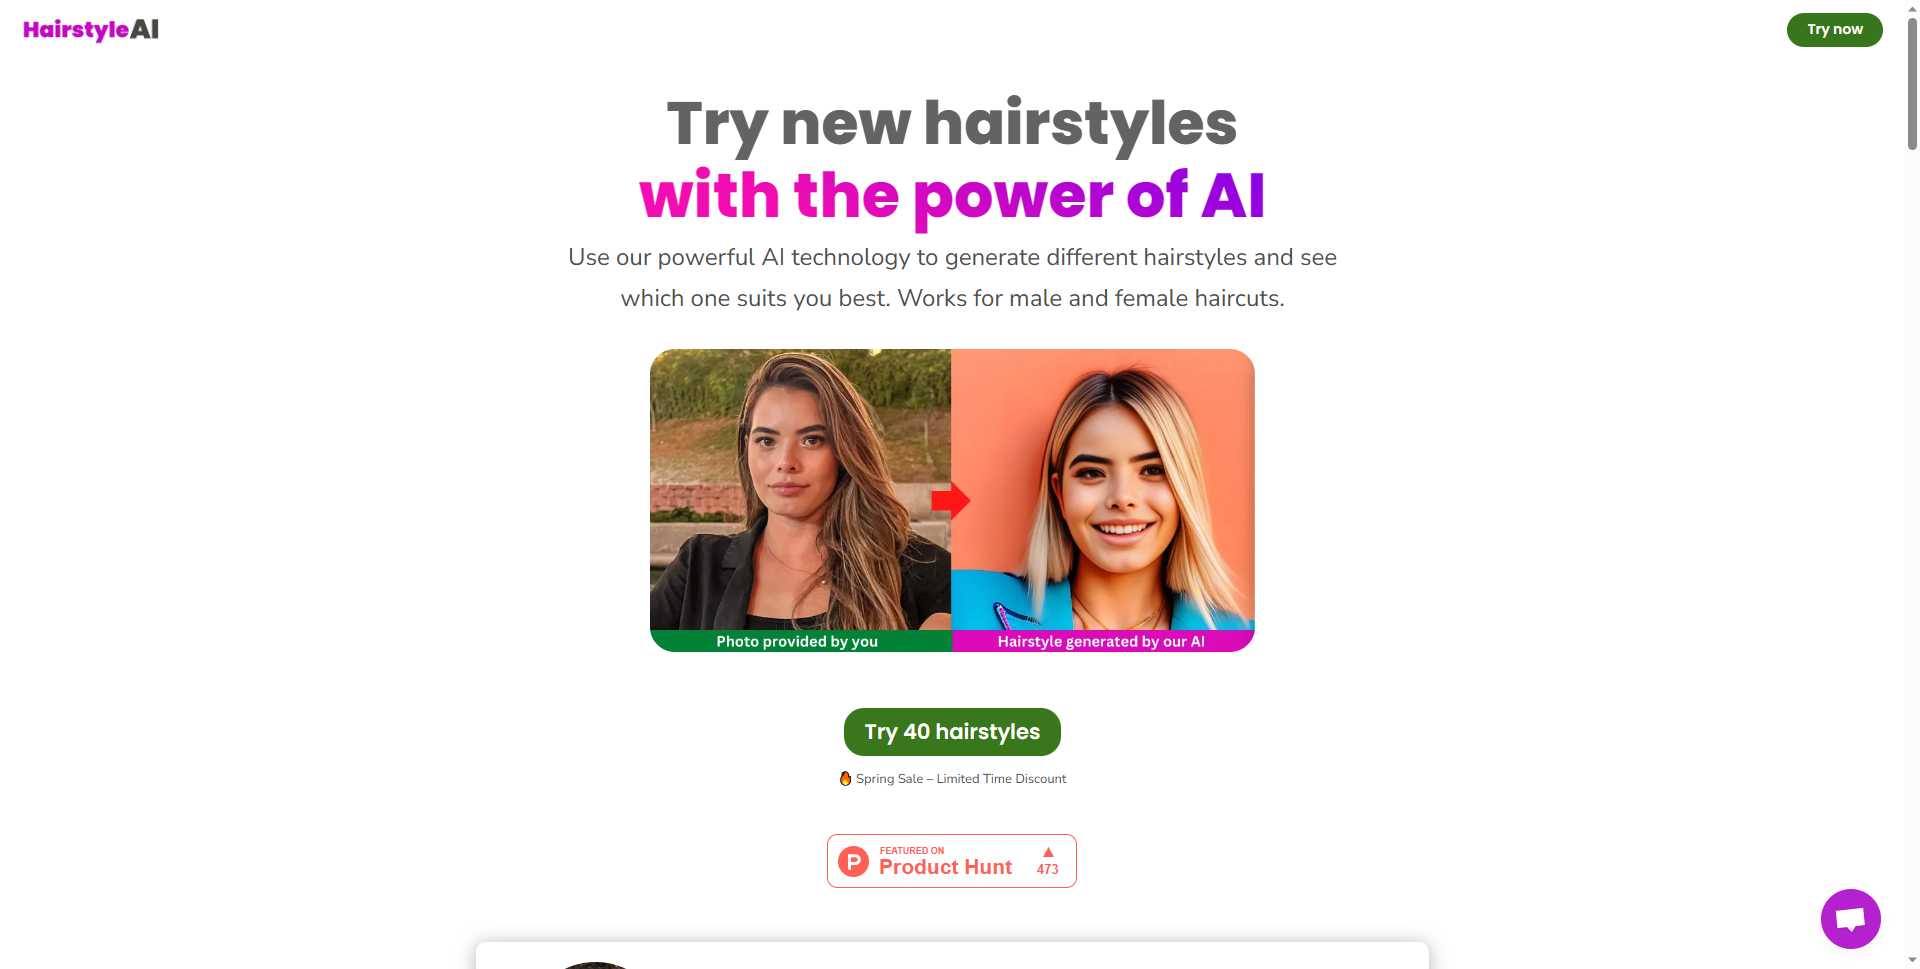 HairstyleAI
Try now
Try new hairstyles
with the power of AI
Use our powerful AI technology to generate different hairstyles and see
which one suits you best. Works for male and female haircuts.
Photo provided by you
Hairstyle generated by our AI
Try 40 hairstyles
🔥 Spring Sale – Limited Time Discount
P
FEATURED ON
Product Hunt
▲
473